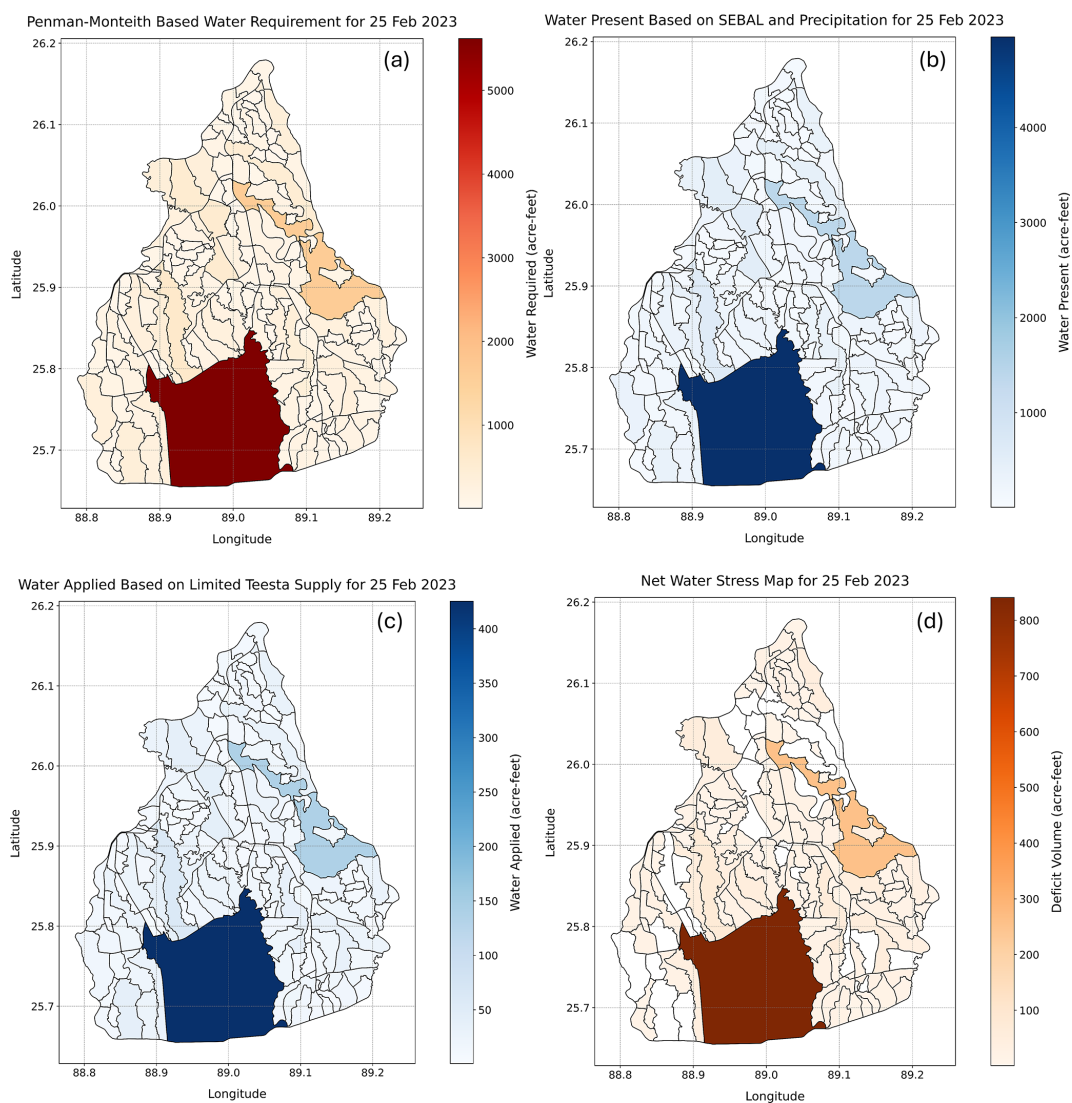 Penman-Monteith Based Water Requirement for 25 Feb 2023
(a)
26.2
26.1
26.0
25.9
25.8
25.7
Latitude
88.8 88.9 89.0 89.1 89.2
Longitude
5000
4000
3000
2000
1000
Water Required (acre-feet)
Water Present Based on SEBAL and Precipitation for 25 Feb 2023
(b)
26.2
26.1
26.0
25.9
25.8
25.7
Latitude
88.8 88.9 89.0 89.1 89.2
Longitude
4000
3000
2000
1000
Water Present (acre-feet)
Water Applied Based on Limited Teesta Supply for 25 Feb 2023
(c)
26.2
26.1
26.0
25.9
25.8
25.7
Latitude
88.8 88.9 89.0 89.1 89.2
Longitude
400
350
300
250
200
150
100
50
Water Applied (acre-feet)
Net Water Stress Map for 25 Feb 2023
(d)
26.2
26.1
26.0
25.9
25.8
25.7
Latitude
88.8 88.9 89.0 89.1 89.2
Longitude
800
700
600
500
400
300
200
100
Deficit Volume (acre-feet)